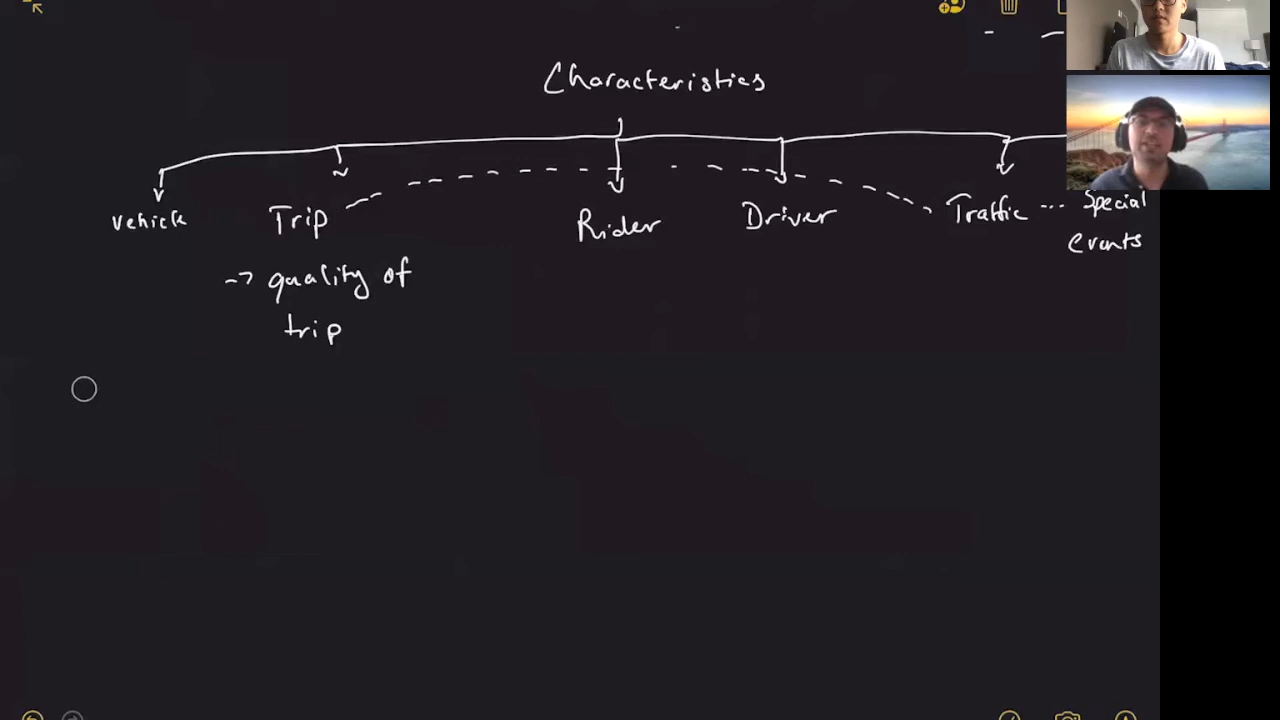 Characteristics
Vehicle
Trip
Rider
Driver
Traffic
Special
events
-> quality of
trip